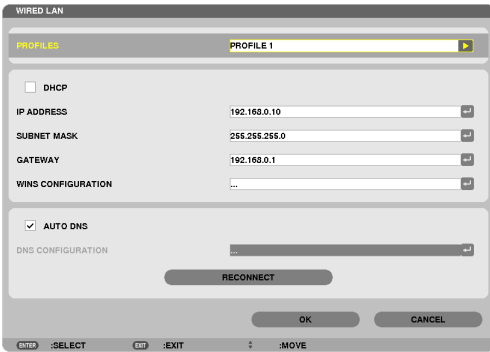 WIRED LAN
PROFILES PROFILE 1
DHCP
IP ADDRESS 192.168.0.10
SUBNET MASK 255.255.255.0
GATEWAY 192.168.0.1
WINS CONFIGURATION ...
AUTO DNS
DNS CONFIGURATION ...
RECONNECT
OK CANCEL
ENTER :SELECT EXIT :EXIT :MOVE